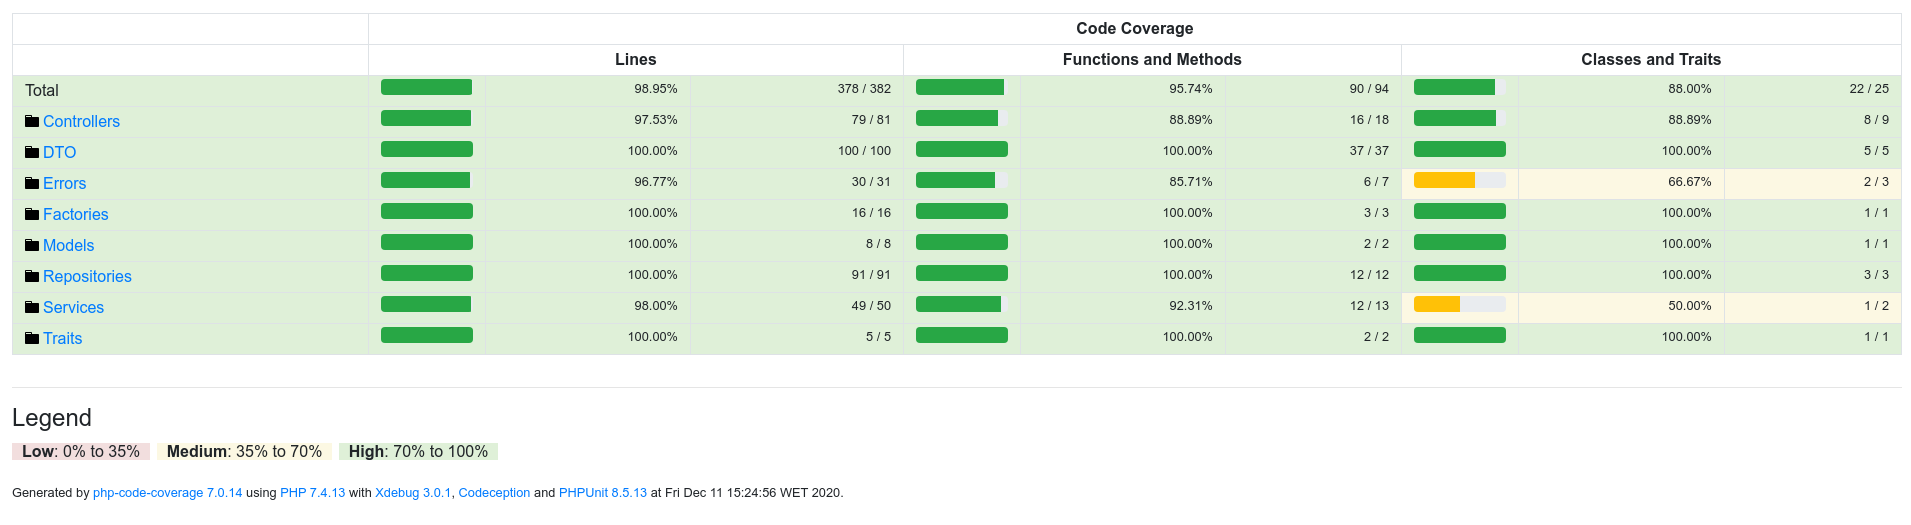 Code Coverage
Lines Functions and Methods Classes and Traits
Total 98.95% 378 / 382 95.74% 90 / 94 88.00% 22 / 25
Controllers 97.53% 79 / 81 88.89% 16 / 18 88.89% 8 / 9
DTO 100.00% 100 / 100 100.00% 37 / 37 100.00% 5 / 5
Errors 96.77% 30 / 31 85.71% 6 / 7 66.67% 2 / 3
Factories 100.00% 16 / 16 100.00% 3 / 3 100.00% 1 / 1
Models 100.00% 8 / 8 100.00% 2 / 2 100.00% 1 / 1
Repositories 100.00% 91 / 91 100.00% 12 / 12 100.00% 3 / 3
Services 98.00% 49 / 50 92.31% 12 / 13 50.00% 1 / 2
Traits 100.00% 5 / 5 100.00% 2 / 2 100.00% 1 / 1
Legend
Low: 0% to 35% Medium: 35% to 70% High: 70% to 100%
Generated by php-code-coverage 7.0.14 using PHP 7.4.13 with Xdebug 3.0.1, Codeception and PHPUnit 8.5.13 at Fri Dec 11 15:24:56 WET 2020.